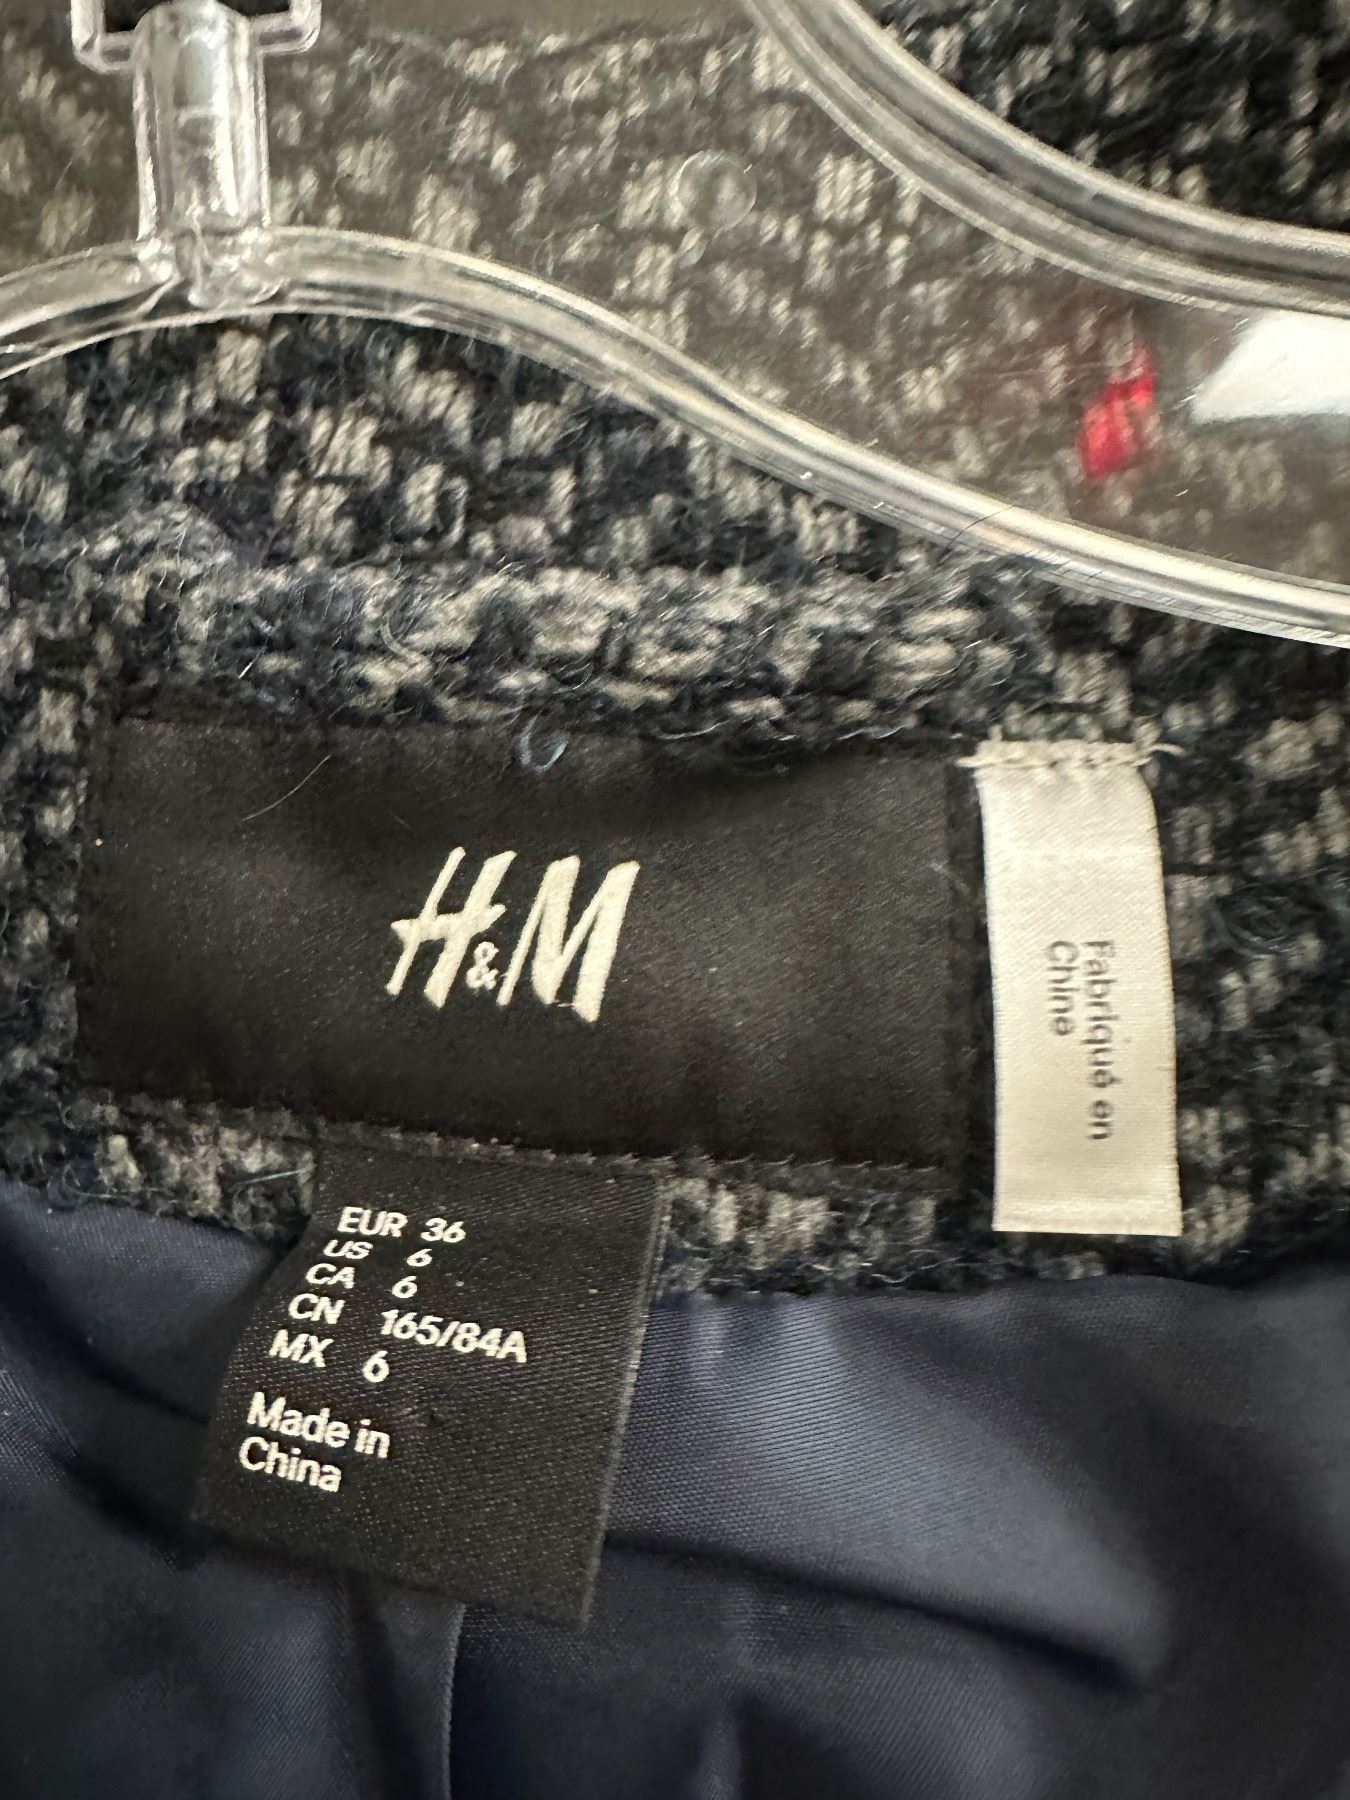 H&M
Fabriqué en
Chine
EUR 36
US 6
CA 6
CN 165/84A
MX 6
Made in
China